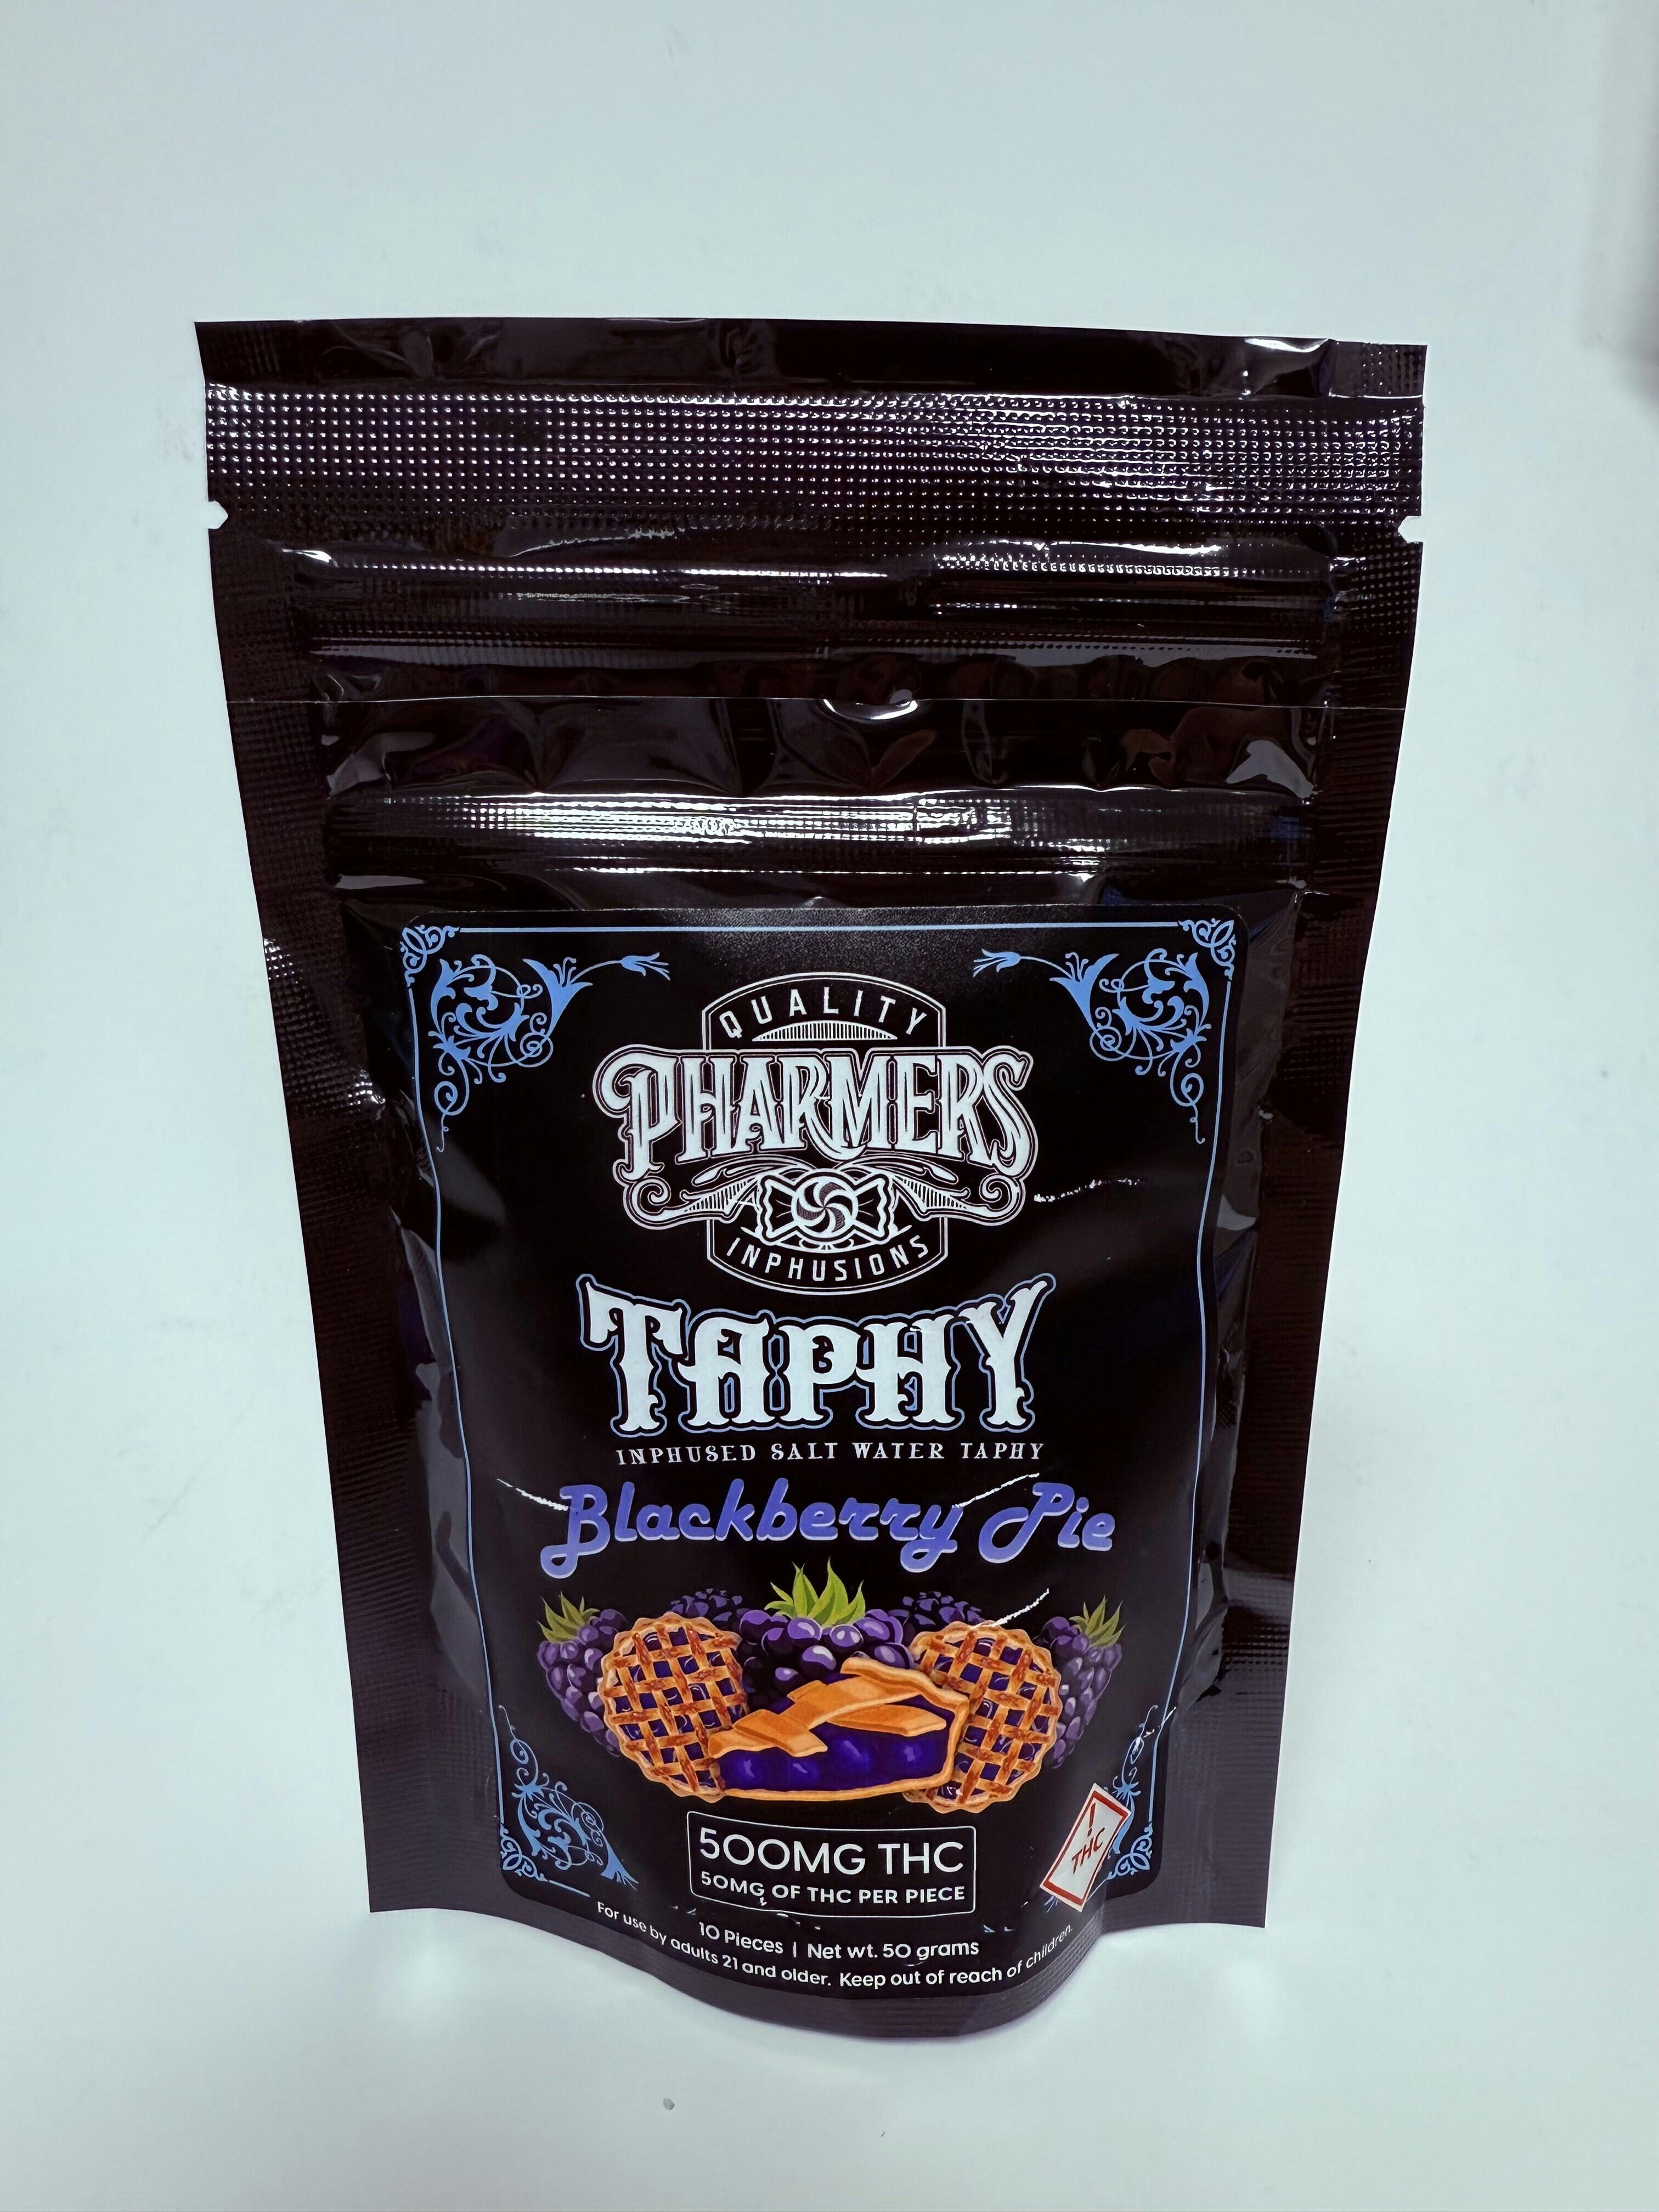 QUALITY
PHARMERS
INPHUSIONS
TAPHY
INPHUSED SALT WATER TAPHY
Blackberry Pie
500MG THC
50MG OF THC PER PIECE
!
THC
10 Pieces | Net wt. 50 grams
For use by adults 21 and older. Keep out of reach of children.